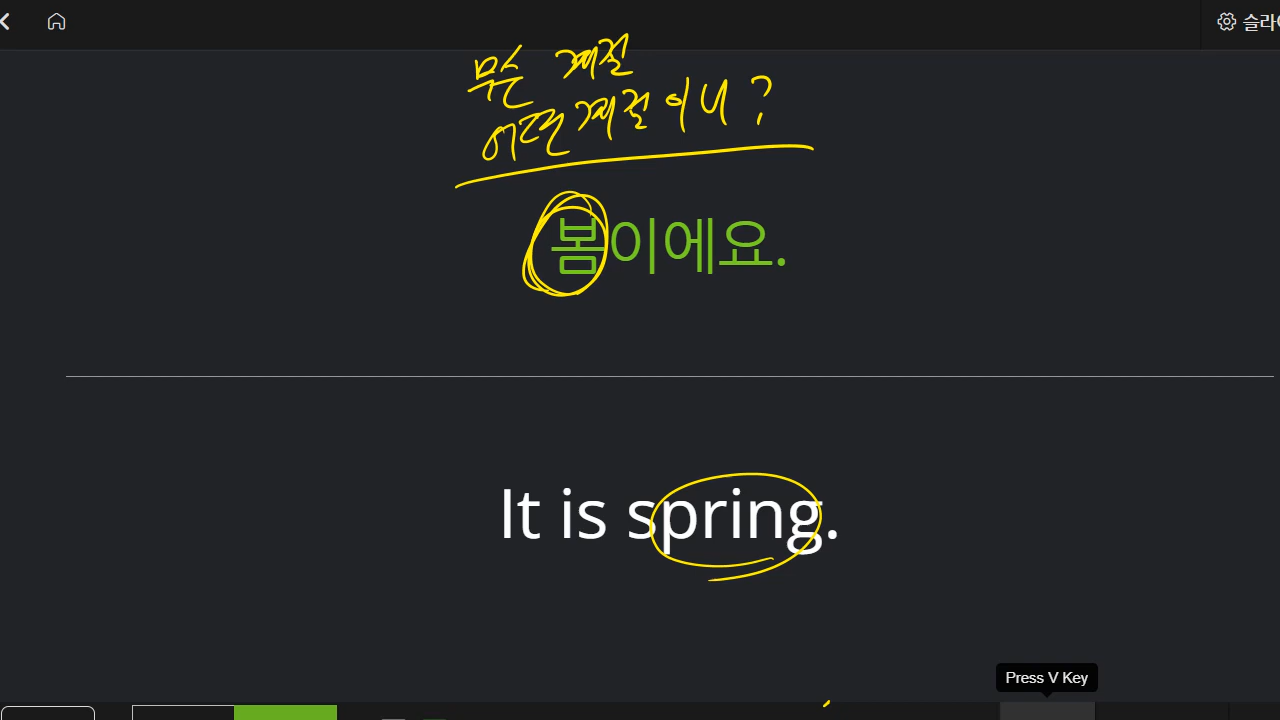 슬라이
무슨 계절
어떤 계절이니?
봄이에요.
It is spring.
Press V Key